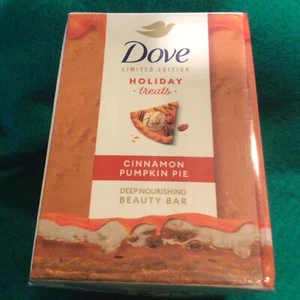 Dove
LIMITED EDITION
HOLIDAY
treats
CINNAMON
PUMPKIN PIE
DEEP NOURISHING
BEAUTY BAR